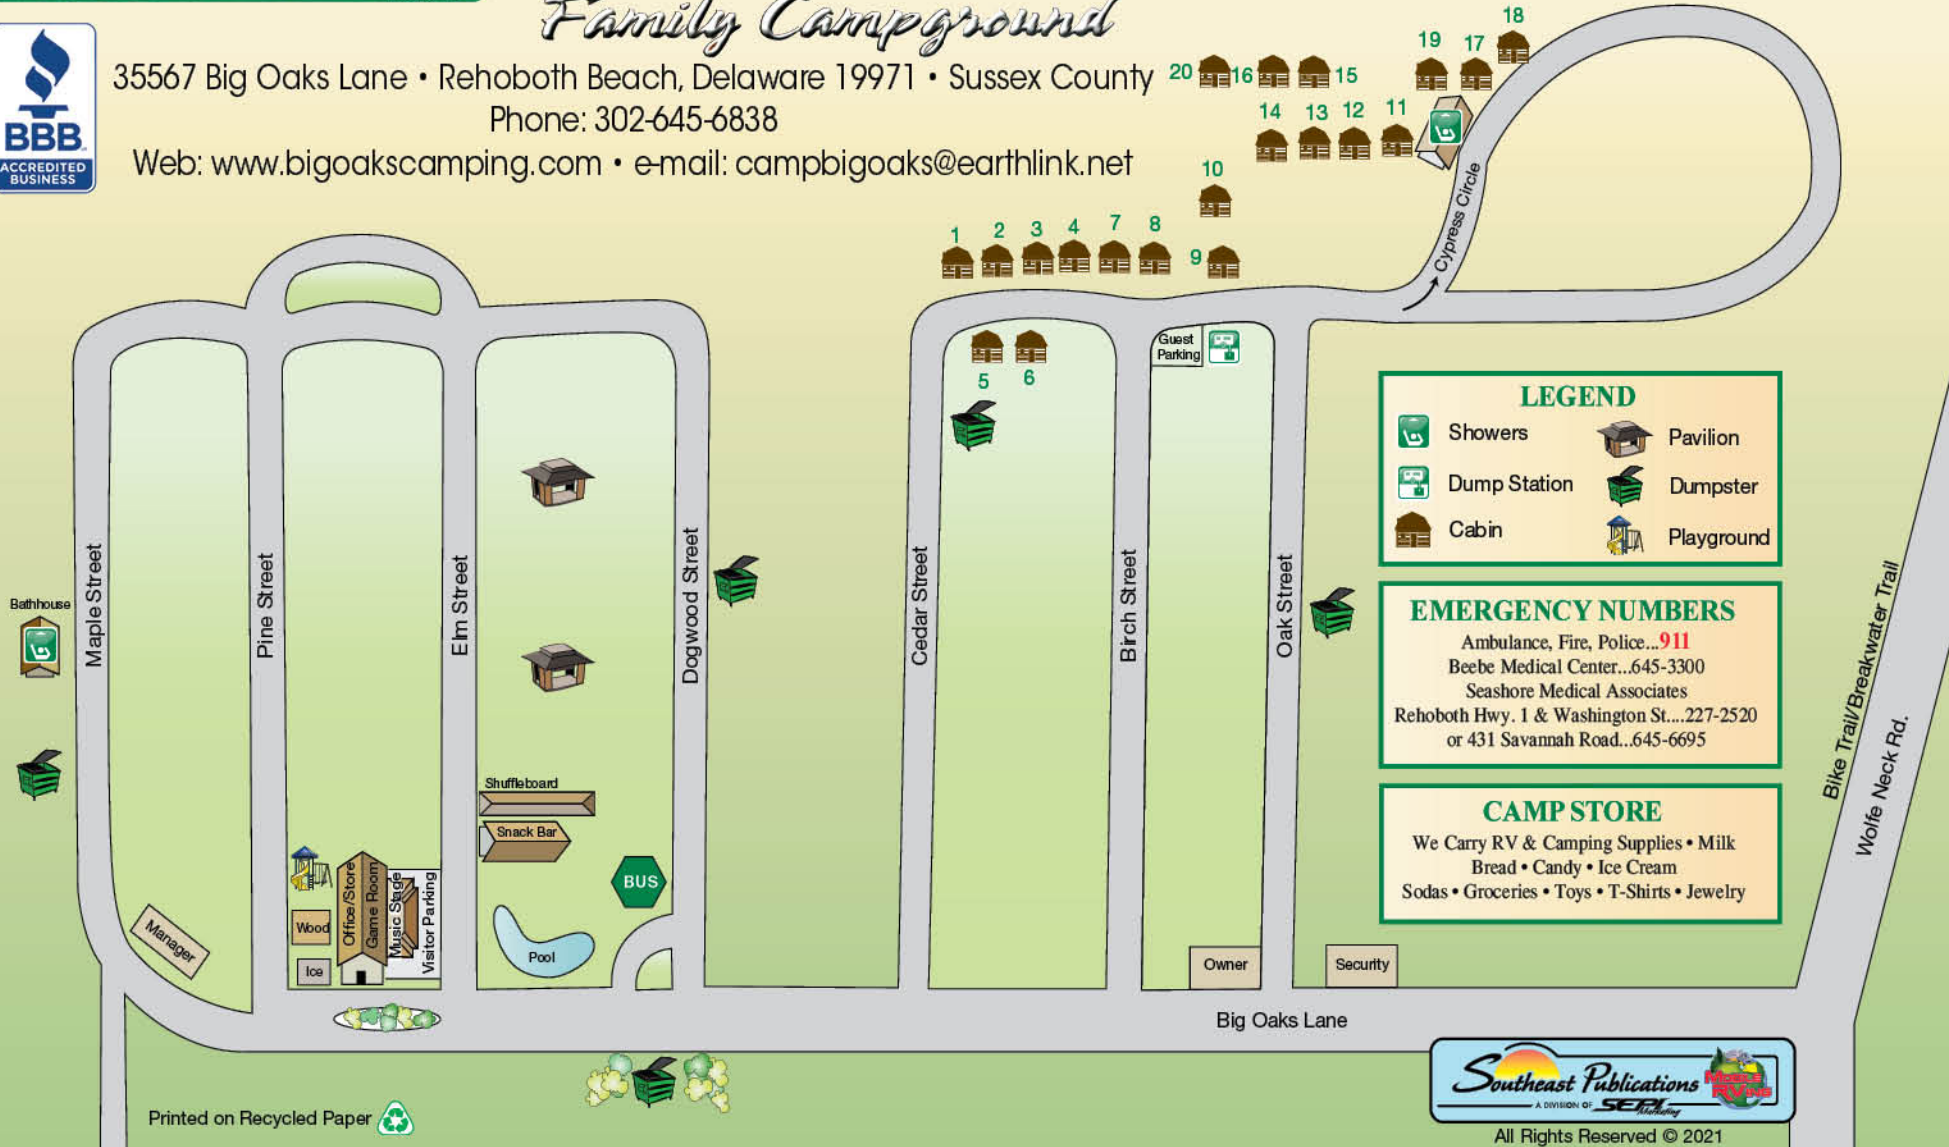 Family Campground
35567 Big Oaks Lane • Rehoboth Beach, Delaware 19971 • Sussex County
Phone: 302-645-6838
Web: www.bigoakscamping.com • e-mail: campbigoaks@earthlink.net
BBB
ACCREDITED
BUSINESS
18
19
17
20
16
15
14
13
12
11
10
1
2
3
4
7
8
9
5
6
Cypress Circle
Guest
Parking
LEGEND
Showers
Pavilion
Dump Station
Dumpster
Cabin
Playground
EMERGENCY NUMBERS
Ambulance, Fire, Police...911
Beebe Medical Center...645-3300
Seashore Medical Associates
Rehoboth Hwy. 1 & Washington St....227-2520
or 431 Savannah Road...645-6695
CAMP STORE
We Carry RV & Camping Supplies • Milk
Bread • Candy • Ice Cream
Sodas • Groceries • Toys • T-Shirts • Jewelry
Bathhouse
Maple Street
Pine Street
Elm Street
Dogwood Street
Cedar Street
Birch Street
Oak Street
Bike Trail/Breakwater Trail
Wolfe Neck Rd.
Shuffleboard
Snack Bar
BUS
Manager
Wood
Ice
Office/Store
Game Room
Music Stage
Visitor Parking
Pool
Owner
Security
Big Oaks Lane
Printed on Recycled Paper
Southeast Publications
A DIVISION OF SEPI
Marketing
MOBILE
RVING
All Rights Reserved © 2021